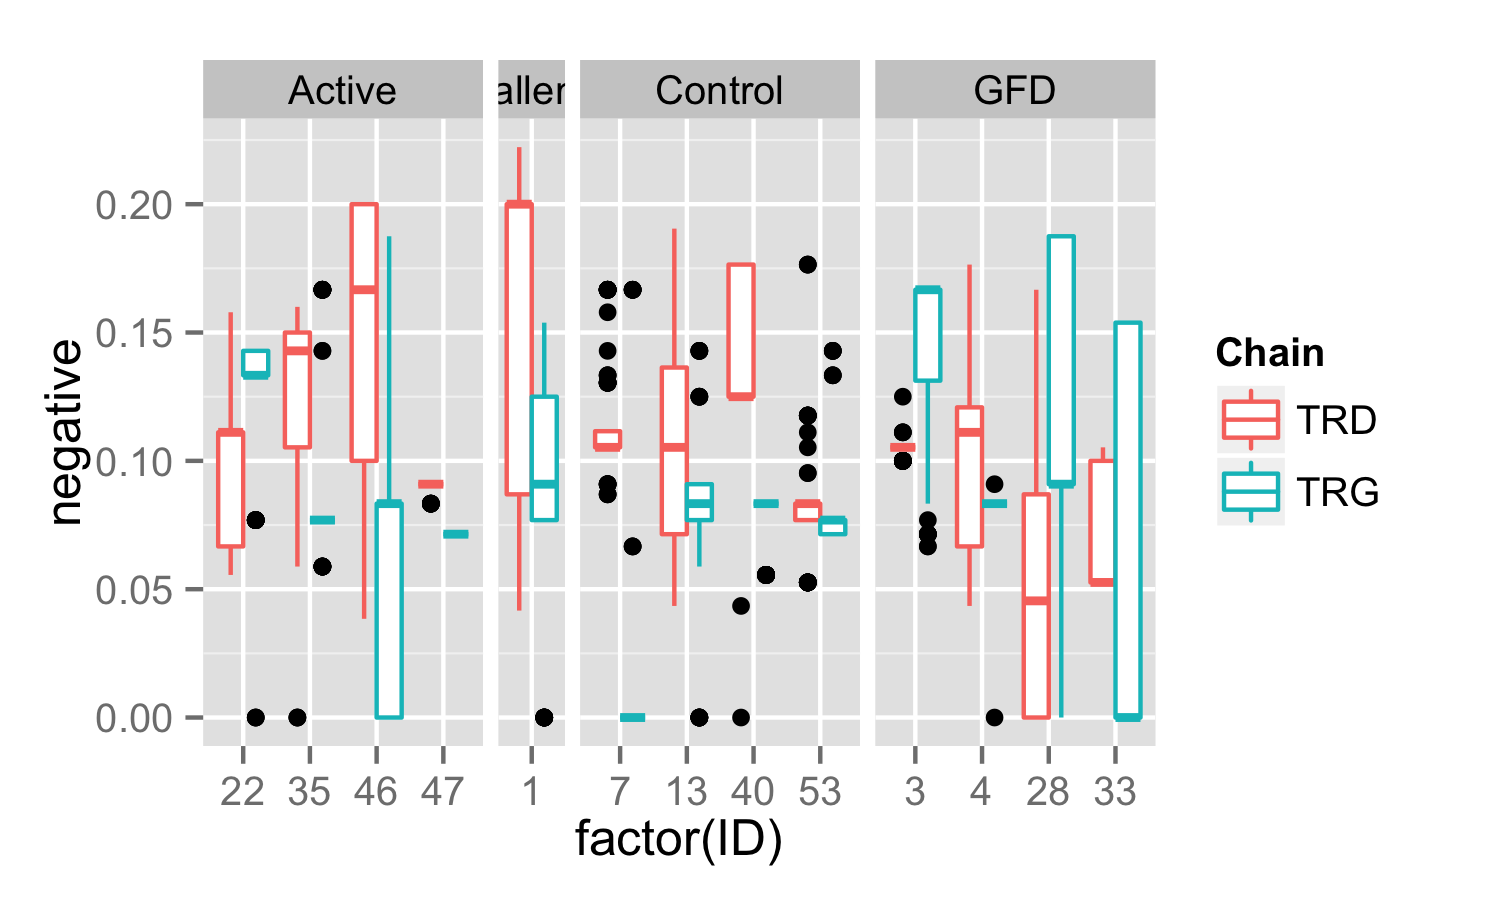 Active
aller
Control
GFD
negative
0.20
0.15
0.10
0.05
0.00
22 35 46 47
1
7 13 40 53
3 4 28 33
factor(ID)
Chain
TRD
TRG